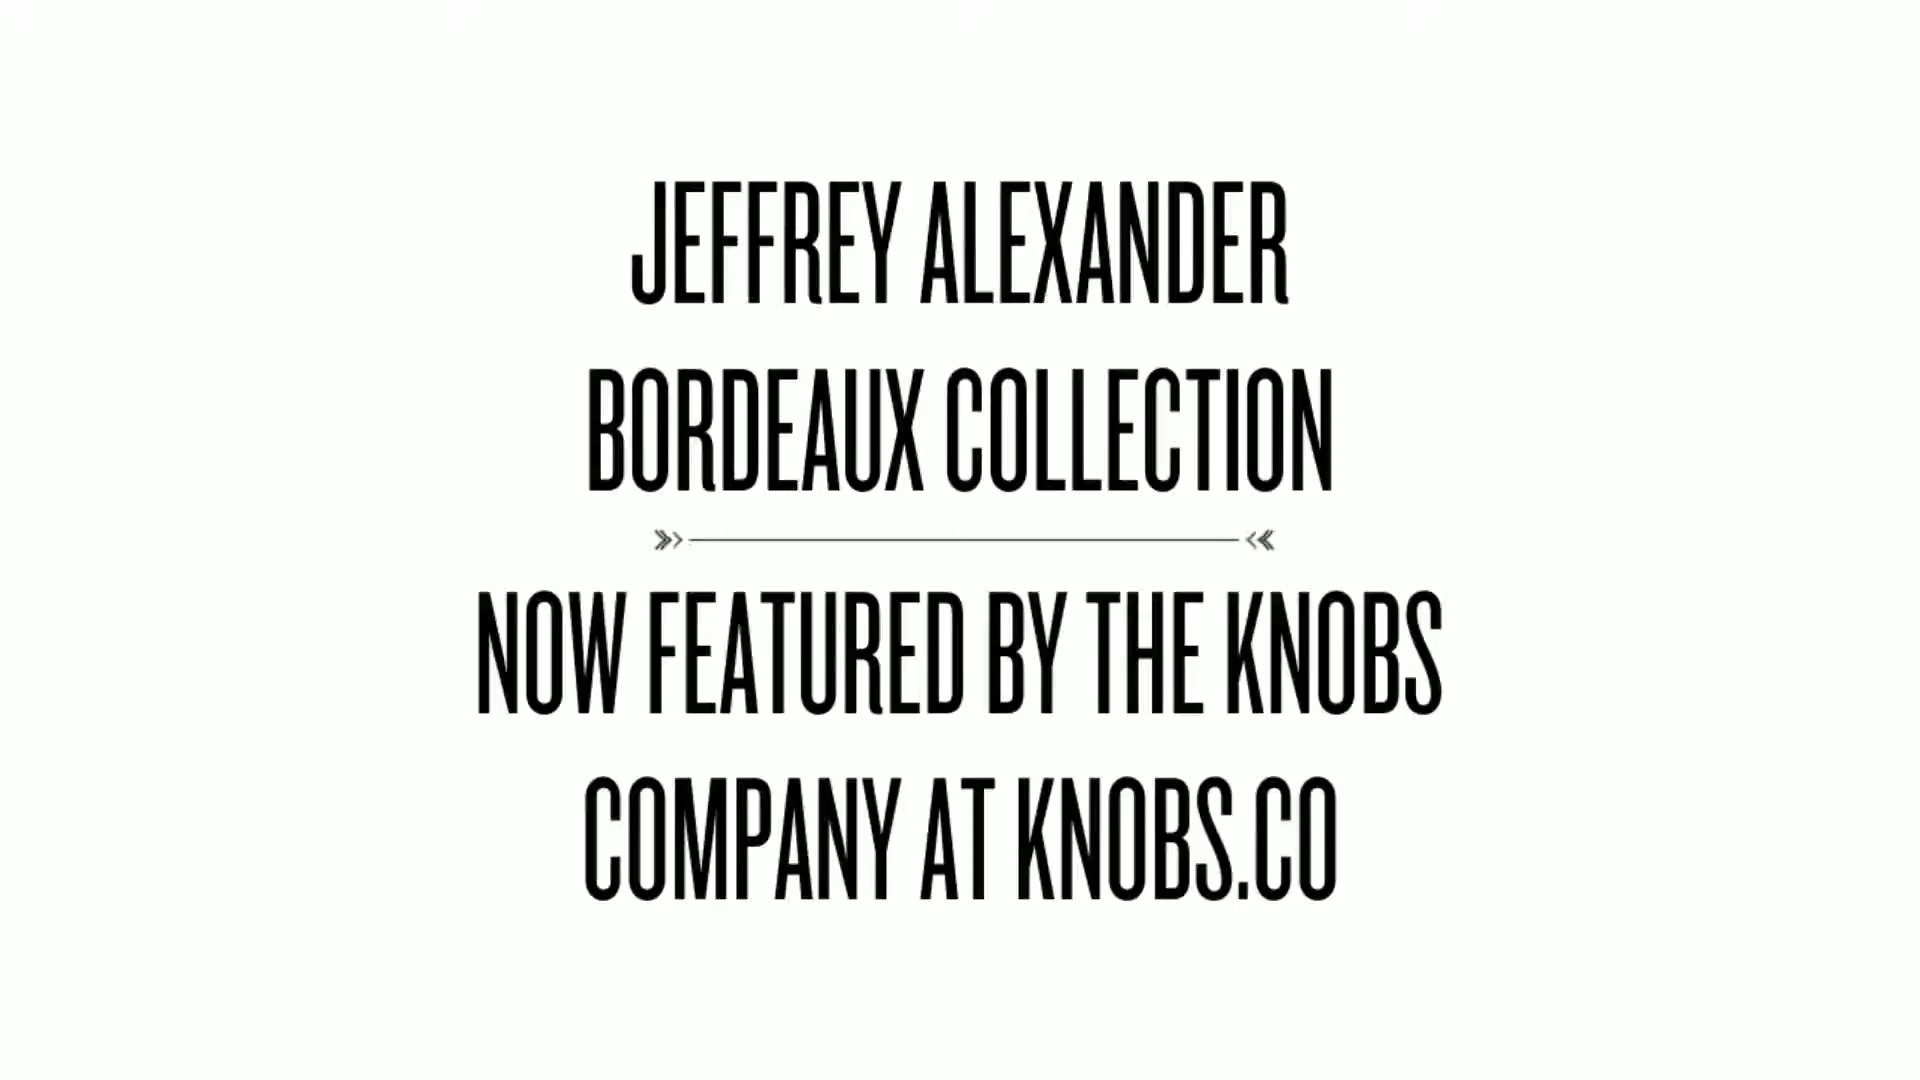 JEFFREY ALEXANDER
BORDEAUX COLLECTION
NOW FEATURED BY THE KNOBS
COMPANY AT KNOBS.CO